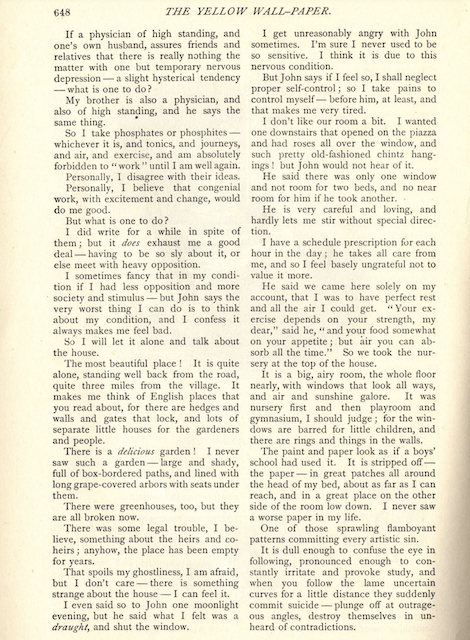 648
THE YELLOW WALL-PAPER.
If a physician of high standing, and
one's own husband, assures friends and
relatives that there is really nothing the
matter with one but temporary nervous
depression — a slight hysterical tendency
— what is one to do?
My brother is also a physician, and
also of high standing, and he says the
same thing.
So I take phosphates or phosphites —
whichever it is, and tonics, and journeys,
and air, and exercise, and am absolutely
forbidden to "work" until I am well again.
Personally, I disagree with their ideas.
Personally, I believe that congenial
work, with excitement and change, would
do me good.
But what is one to do?
I did write for a while in spite of
them; but it does exhaust me a good
deal — having to be so sly about it, or
else meet with heavy opposition.
I sometimes fancy that in my condi-
tion if I had less opposition and more
society and stimulus — but John says the
very worst thing I can do is to think
about my condition, and I confess it
always makes me feel bad.
So I will let it alone and talk about
the house.
The most beautiful place! It is quite
alone, standing well back from the road,
quite three miles from the village. It
makes me think of English places that
you read about, for there are hedges and
walls and gates that lock, and lots of
separate little houses for the gardeners
and people.
There is a delicious garden! I never
saw such a garden — large and shady,
full of box-bordered paths, and lined with
long grape-covered arbors with seats under
them.
There were greenhouses, too, but they
are all broken now.
There was some legal trouble, I be-
lieve, something about the heirs and co-
heirs; anyhow, the place has been empty
for years.
That spoils my ghostliness, I am afraid,
but I don't care — there is something
strange about the house — I can feel it.
I even said so to John one moonlight
evening, but he said what I felt was a
draught, and shut the window.
I get unreasonably angry with John
sometimes. I'm sure I never used to be
so sensitive. I think it is due to this
nervous condition.
But John says if I feel so, I shall neglect
proper self-control; so I take pains to
control myself — before him, at least, and
that makes me very tired.
I don't like our room a bit. I wanted
one downstairs that opened on the piazza
and had roses all over the window, and
such pretty old-fashioned chintz hang-
ings! but John would not hear of it.
He said there was only one window
and not room for two beds, and no near
room for him if he took another.
He is very careful and loving, and
hardly lets me stir without special direc-
tion.
I have a schedule prescription for each
hour in the day; he takes all care from
me, and so I feel basely ungrateful not to
value it more.
He said we came here solely on my
account, that I was to have perfect rest
and all the air I could get. "Your ex-
ercise depends on your strength, my
dear," said he, "and your food somewhat
on your appetite; but air you can ab-
sorb all the time." So we took the nur-
sery at the top of the house.
It is a big, airy room, the whole floor
nearly, with windows that look all ways,
and air and sunshine galore. It was
nursery first and then playroom and
gymnasium, I should judge; for the win-
dows are barred for little children, and
there are rings and things in the walls.
The paint and paper look as if a boys'
school had used it. It is stripped off —
the paper — in great patches all around
the head of my bed, about as far as I can
reach, and in a great place on the other
side of the room low down. I never saw
a worse paper in my life.
One of those sprawling flamboyant
patterns committing every artistic sin.
It is dull enough to confuse the eye in
following, pronounced enough to con-
stantly irritate and provoke study, and
when you follow the lame uncertain
curves for a little distance they suddenly
commit suicide — plunge off at outrage-
ous angles, destroy themselves in un-
heard of contradictions.